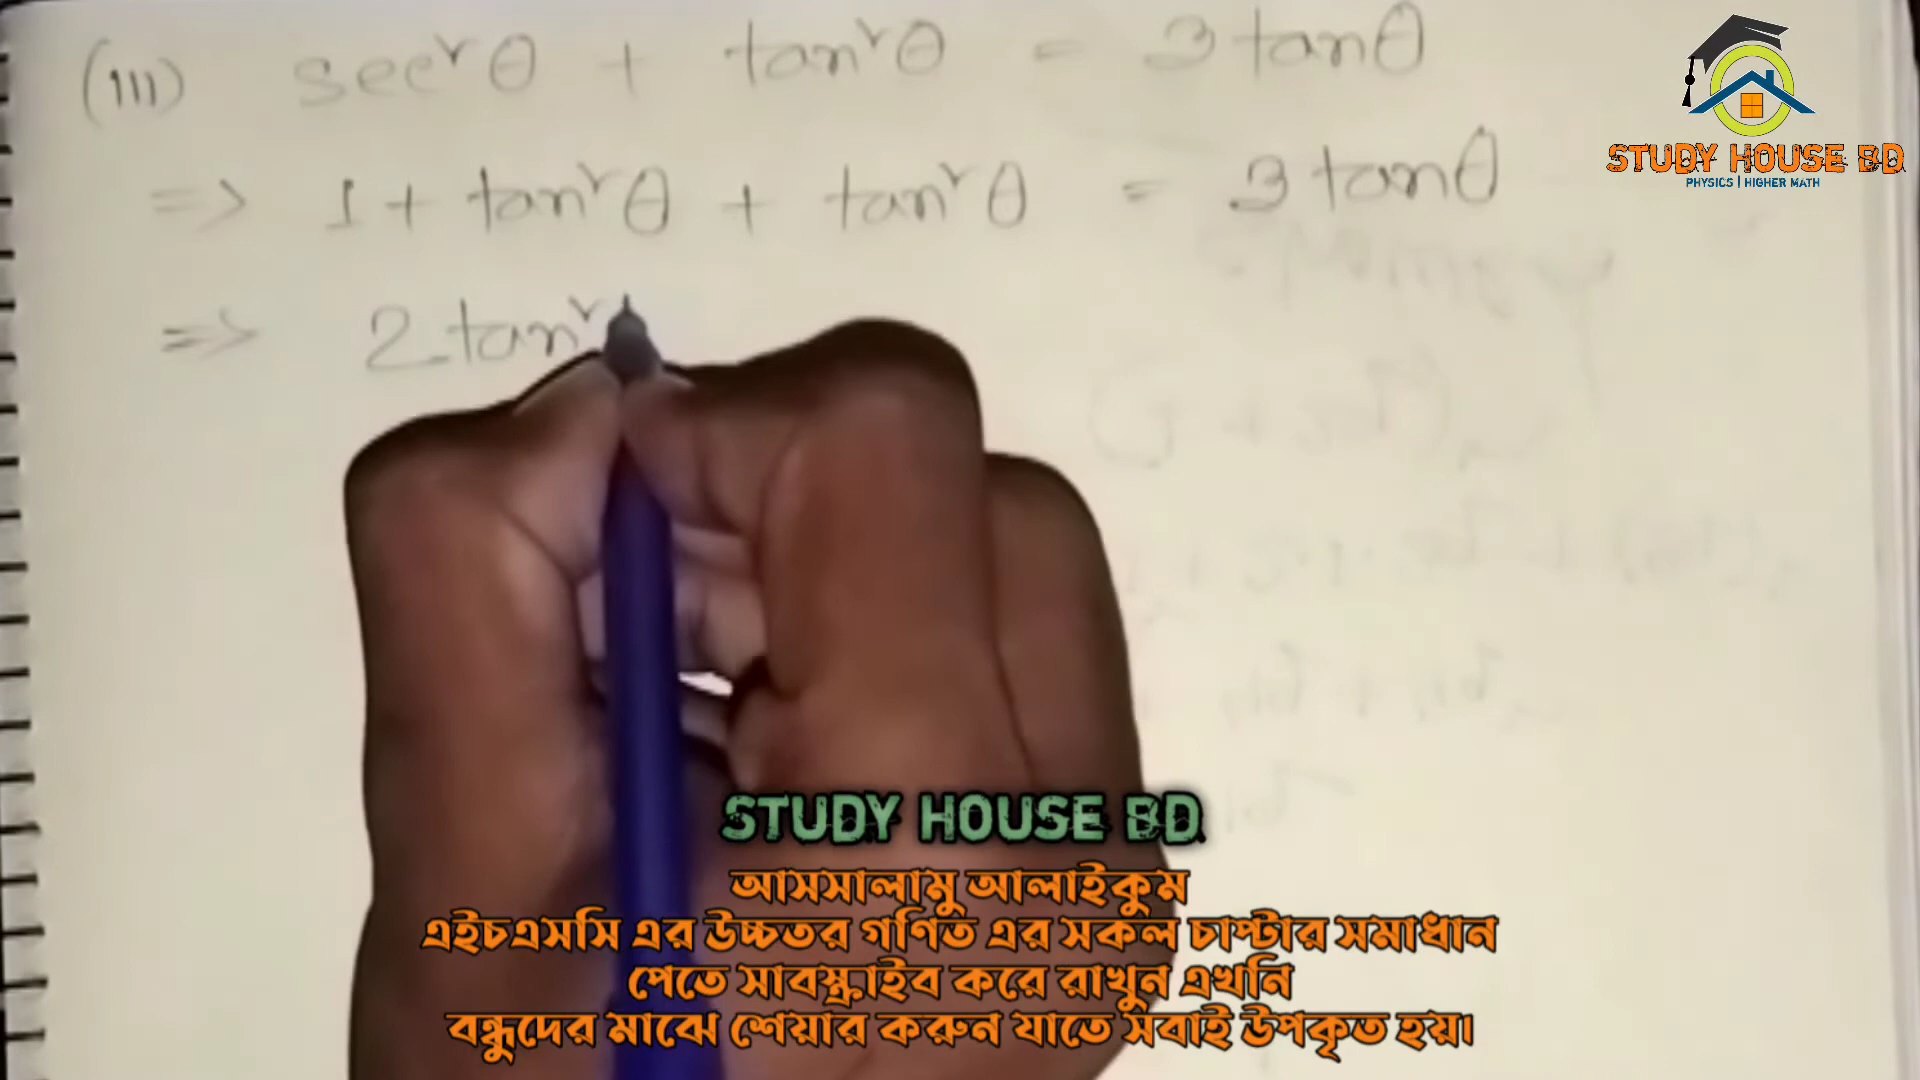 (iii) sec²θ + tan²θ = 3 tanθ
=> 1 + tan²θ + tan²θ = 3 tanθ
=> 2 tan²
STUDY HOUSE BD
PHYSICS | HIGHER MATH
STUDY HOUSE BD
আসসালামু আলাইকুম
এইচএসসি এর উচ্চতর গণিত এর সকল চাপ্টার সমাধান
পেতে সাবস্ক্রাইব করে রাখুন এখনি
বন্ধুদের মাঝে শেয়ার করুন যাতে সবাই উপকৃত হয়।